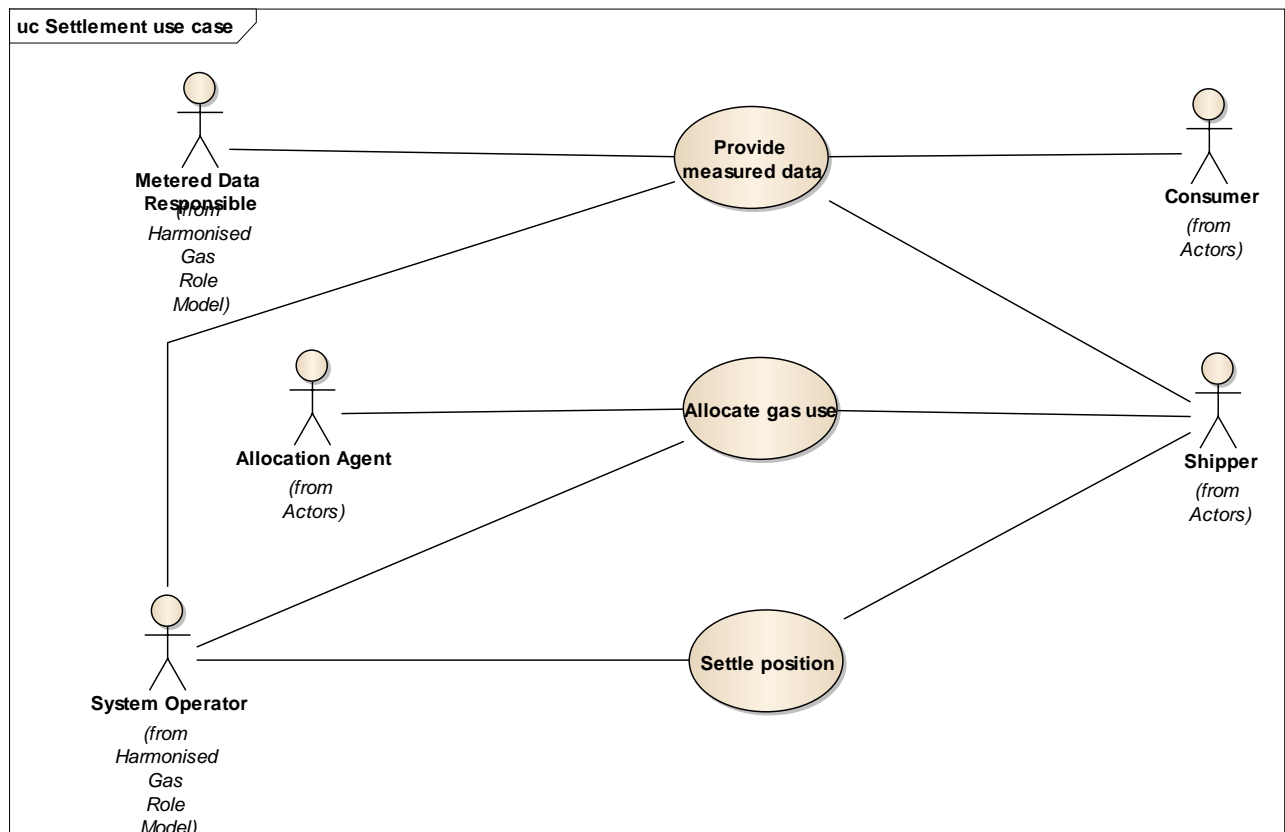 uc Settlement use case
Metered Data
Responsible
(from
Harmonised
Gas
Role
Model)
Provide
measured data
Consumer
(from
Actors)
Allocation Agent
(from
Actors)
Allocate gas use
Shipper
(from
Actors)
System Operator
(from
Harmonised
Gas
Role
Model)
Settle position